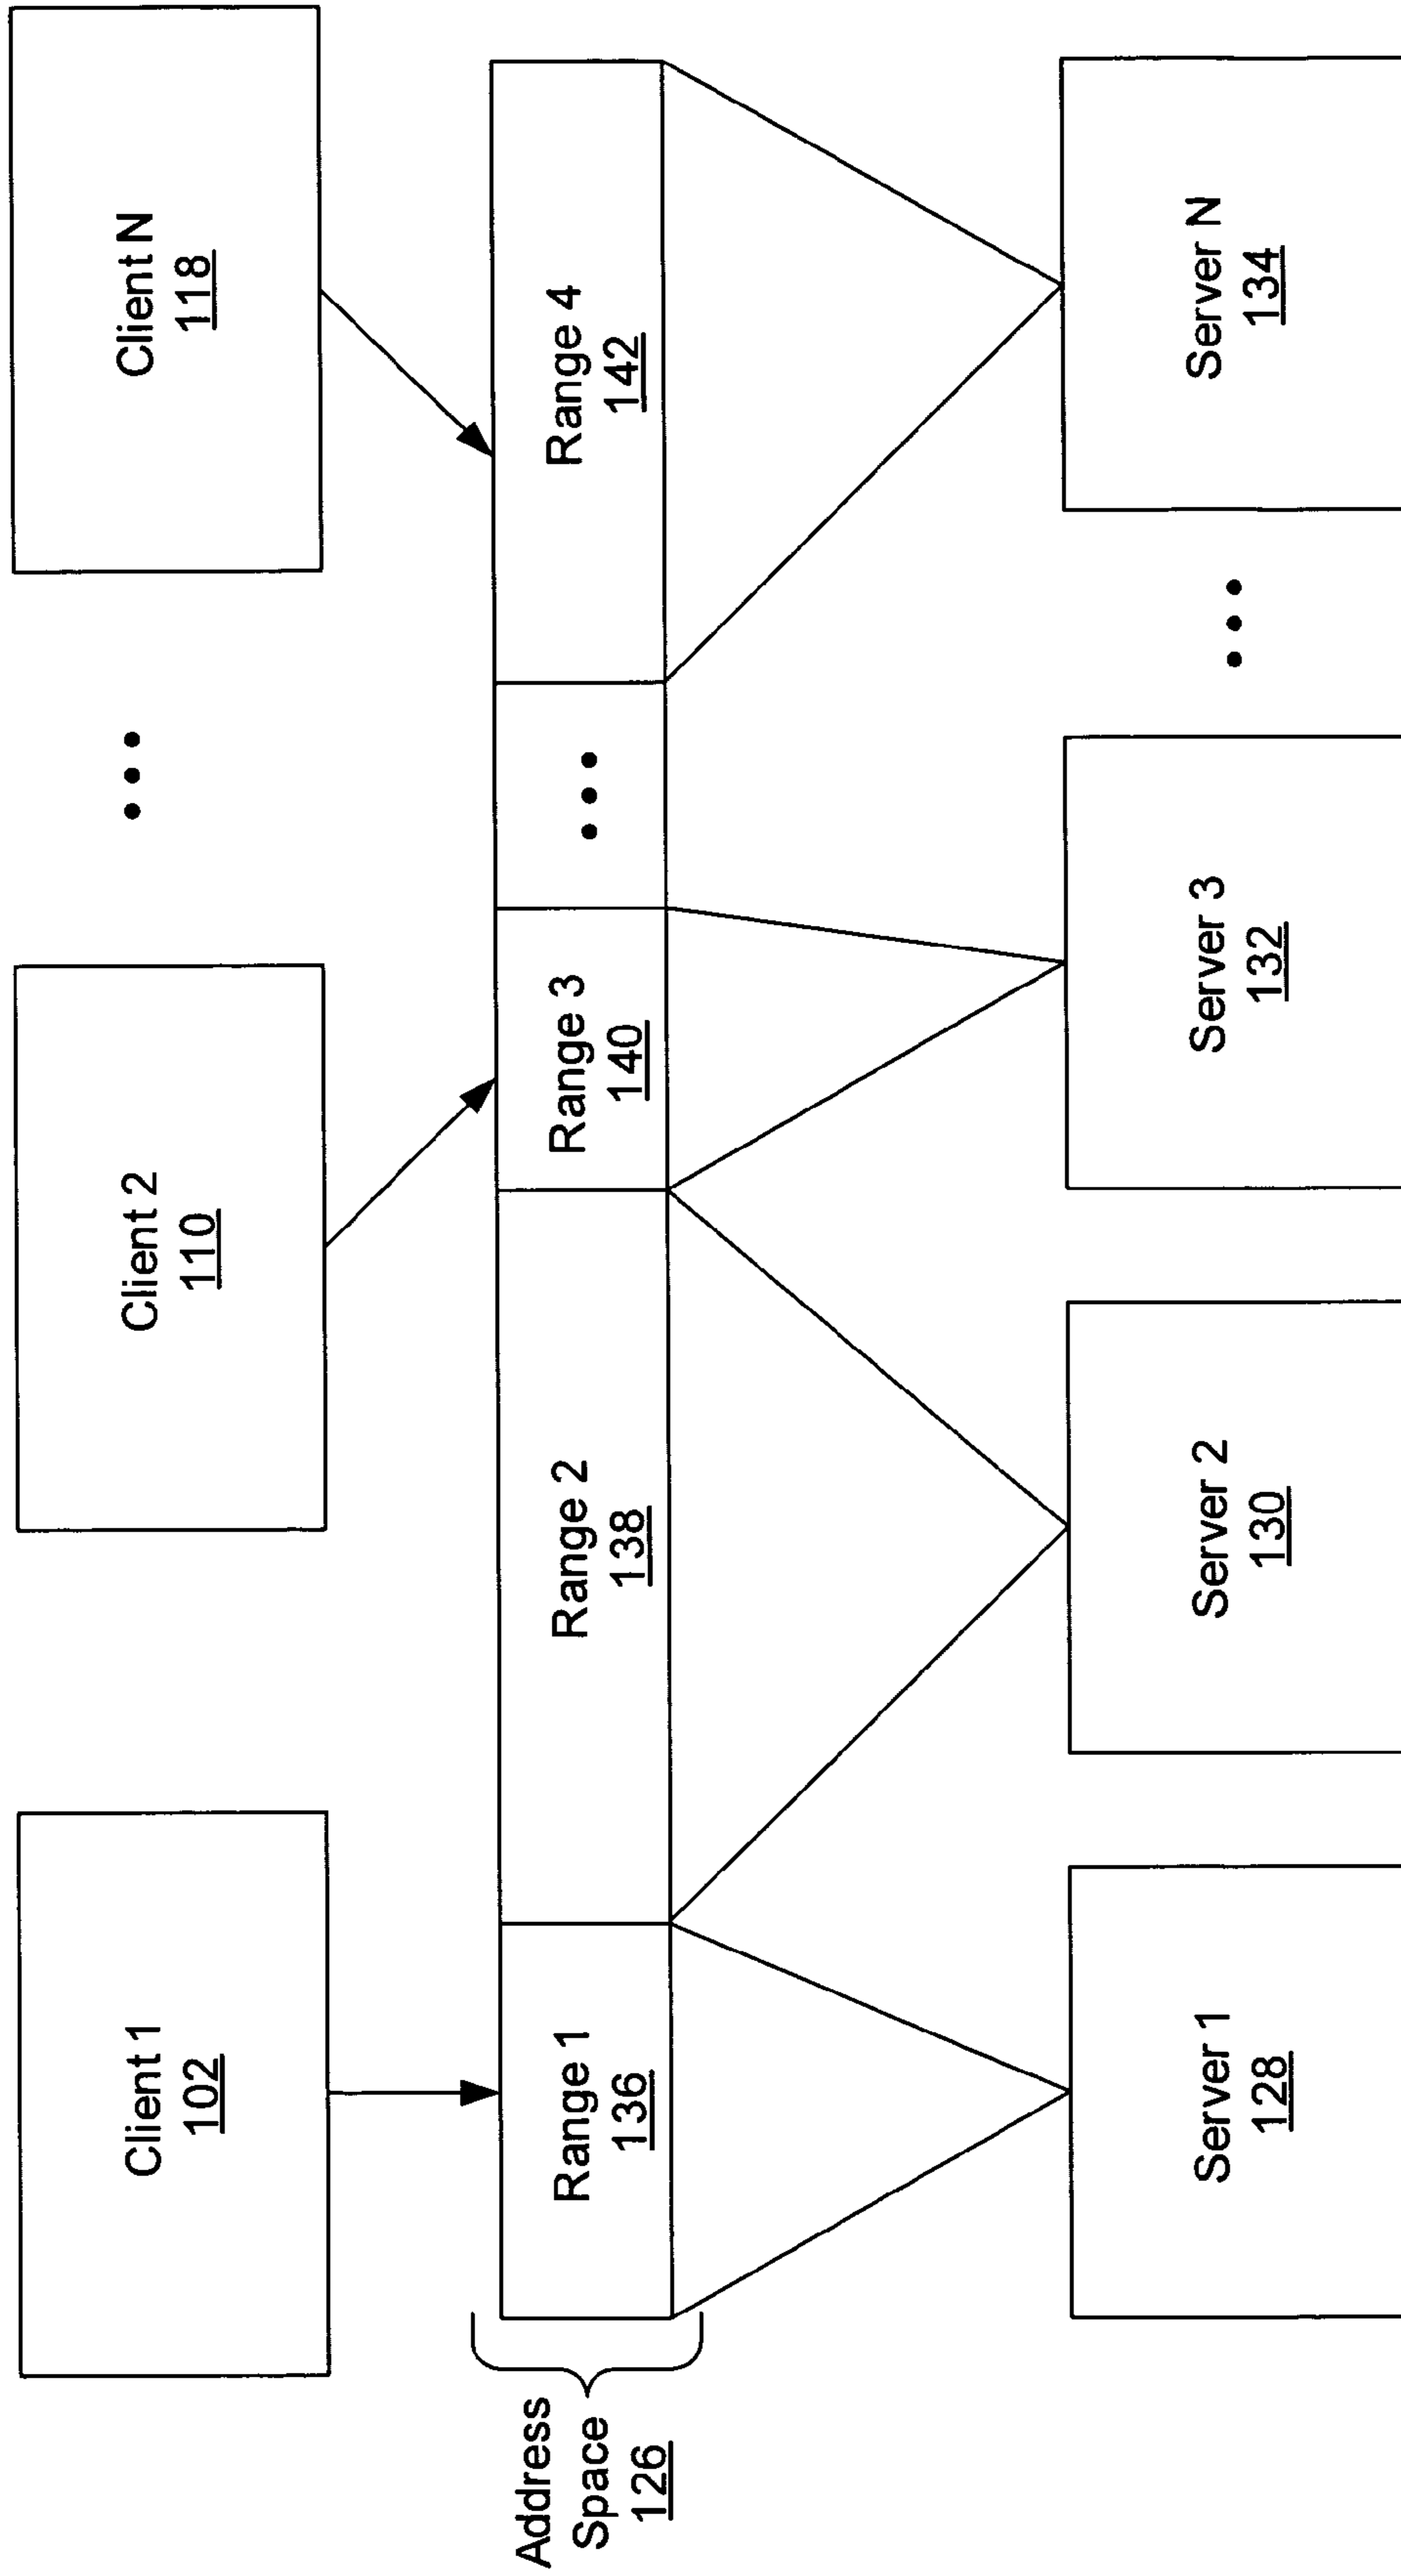 Client 1
102
Client 2
110
• • •
Client N
118
Address
Space
126
Range 1
136
Range 2
138
Range 3
140
• • •
Range 4
142
Server 1
128
Server 2
130
Server 3
132
• • •
Server N
134